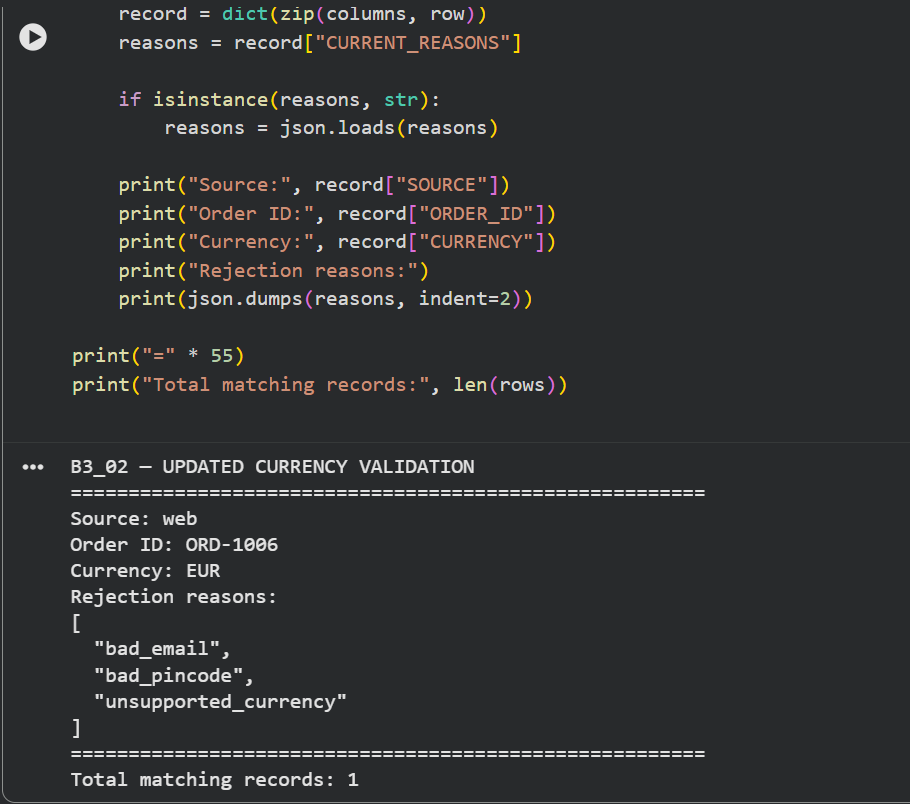 record = dict(zip(columns, row))
    reasons = record["CURRENT_REASONS"]

    if isinstance(reasons, str):
        reasons = json.loads(reasons)

    print("Source:", record["SOURCE"])
    print("Order ID:", record["ORDER_ID"])
    print("Currency:", record["CURRENCY"])
    print("Rejection reasons:")
    print(json.dumps(reasons, indent=2))

print("=" * 55)
print("Total matching records:", len(rows))

B3_02 — UPDATED CURRENCY VALIDATION
=======================================================
Source: web
Order ID: ORD-1006
Currency: EUR
Rejection reasons:
[
  "bad_email",
  "bad_pincode",
  "unsupported_currency"
]
=======================================================
Total matching records: 1